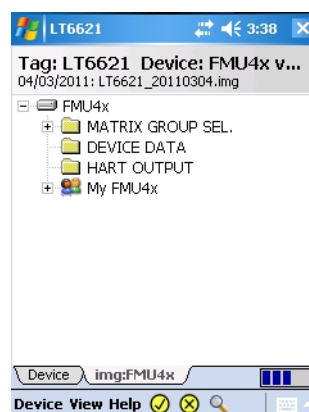 LT6621 3:38
Tag: LT6621 Device: FMU4x v...
04/03/2011: LT6621_20110304.img
FMU4x
MATRIX GROUP SEL.
DEVICE DATA
HART OUTPUT
My FMU4x
Device img:FMU4x
Device View Help